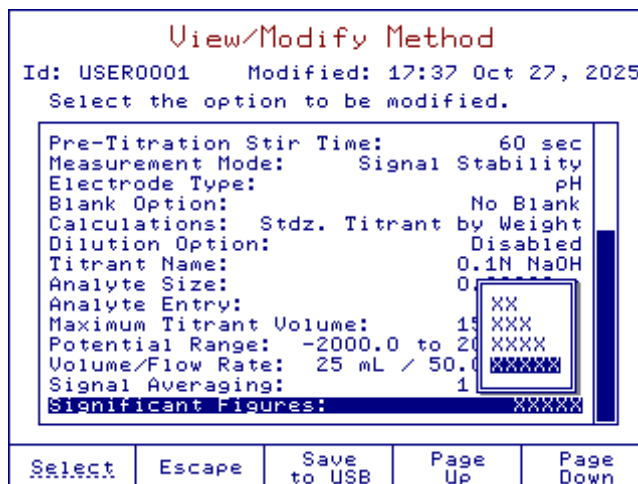 View/Modify Method
Id: USER0001 Modified: 17:37 Oct 27, 2025
Select the option to be modified.
Pre-Titration Stir Time: 60 sec
Measurement Mode: Signal Stability
Electrode Type: pH
Blank Option: No Blank
Calculations: Stdz. Titrant by Weight
Dilution Option: Disabled
Titrant Name: 0.1N NaOH
Analyte Size:
Analyte Entry:
Maximum Titrant Volume:
Potential Range: -2000.0 to
Volume/Flow Rate: 25 mL /
Signal Averaging: 1
Significant Figures: XXXXX
XX
XXX
XXXX
XXXXX
Select Escape Save to USB Page Up Page Down